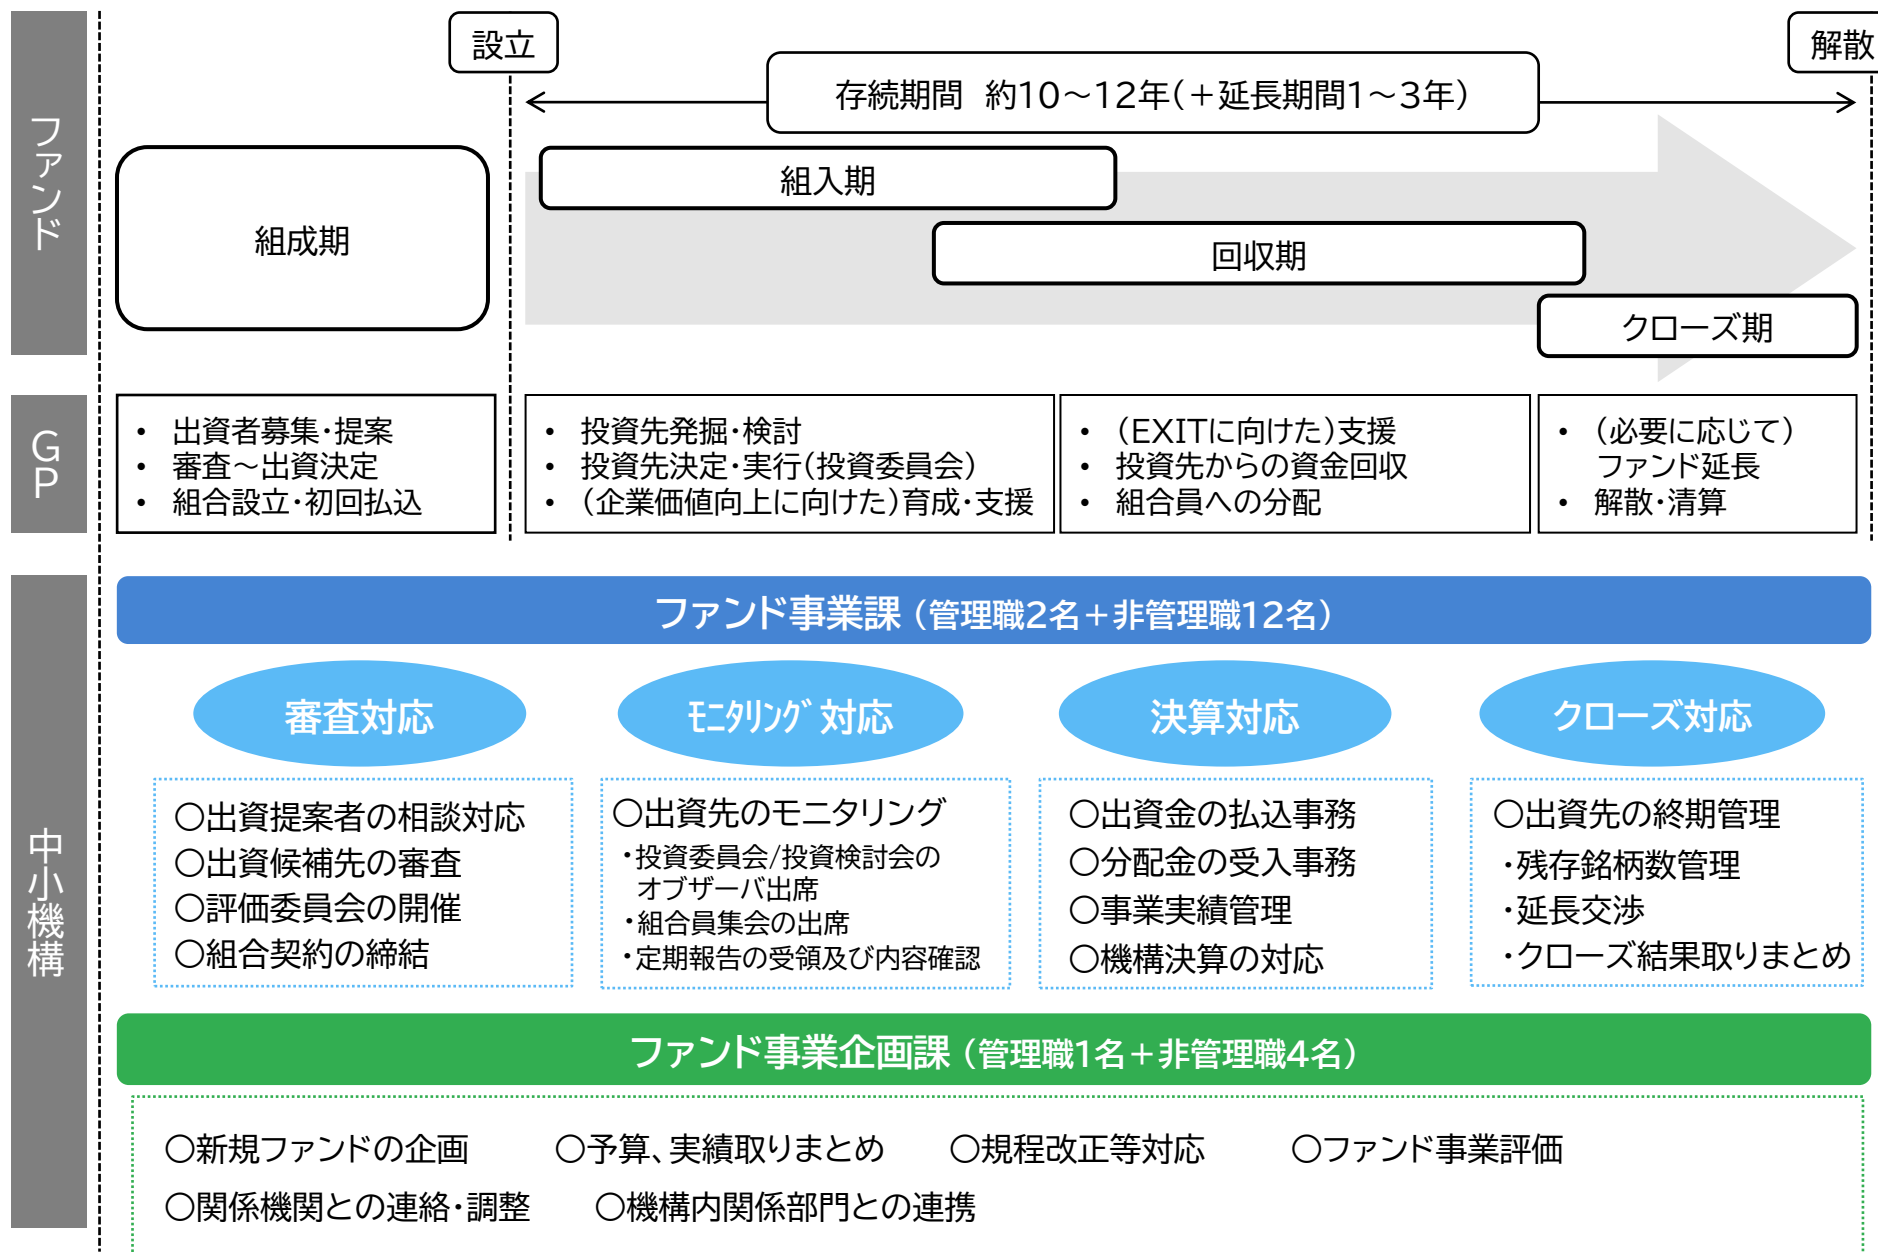 ファンド
設立
解散
存続期間　約10～12年(＋延長期間1～3年)
組成期
組入期
回収期
クローズ期
GP
• 出資者募集・提案
• 審査～出資決定
• 組合設立・初回払込
• 投資先発掘・検討
• 投資先決定・実行(投資委員会)
• (企業価値向上に向けた)育成・支援
• (EXITに向けた)支援
• 投資先からの資金回収
• 組合員への分配
• (必要に応じて)
ファンド延長
• 解散・清算
中小機構
ファンド事業課（管理職2名＋非管理職12名）
審査対応
ﾓﾆﾀﾘﾝｸﾞ対応
決算対応
クローズ対応
○出資提案者の相談対応
○出資候補先の審査
○評価委員会の開催
○組合契約の締結
○出資先のモニタリング
・投資委員会/投資検討会の
オブザーバ出席
・組合員集会の出席
・定期報告の受領及び内容確認
○出資金の払込事務
○分配金の受入事務
○事業実績管理
○機構決算の対応
○出資先の終期管理
・残存銘柄数管理
・延長交渉
・クローズ結果取りまとめ
ファンド事業企画課（管理職1名＋非管理職4名）
○新規ファンドの企画　○予算、実績取りまとめ　○規程改正等対応　○ファンド事業評価
○関係機関との連絡・調整　○機構内関係部門との連携